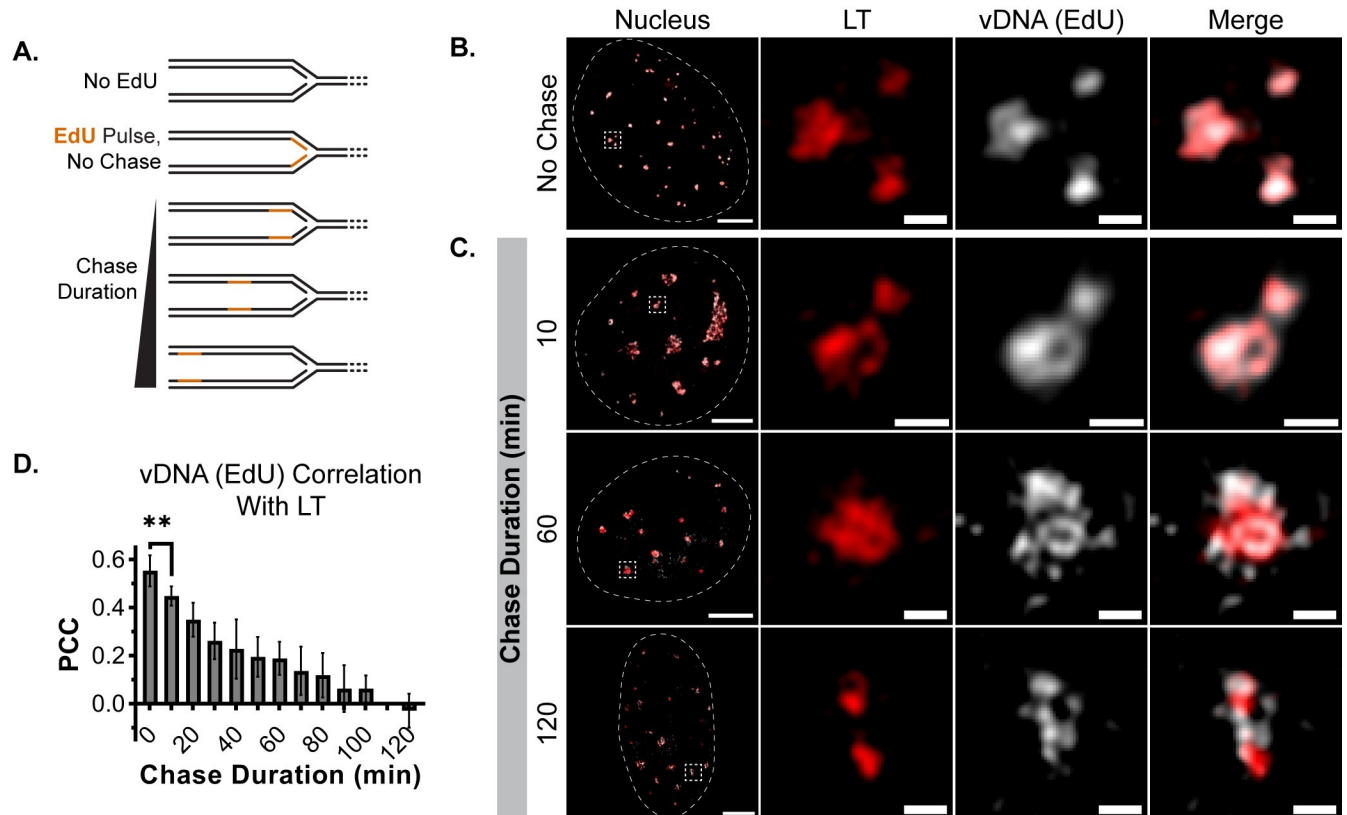 A.
No EdU
EdU Pulse,
No Chase
Chase
Duration
Nucleus
LT
vDNA (EdU)
Merge
B.
No Chase
C.
Chase Duration (min)
10
60
120
D.
vDNA (EdU) Correlation
With LT
**
PCC
0.6
0.4
0.2
0.0
0
20
40
60
80
100
120
Chase Duration (min)